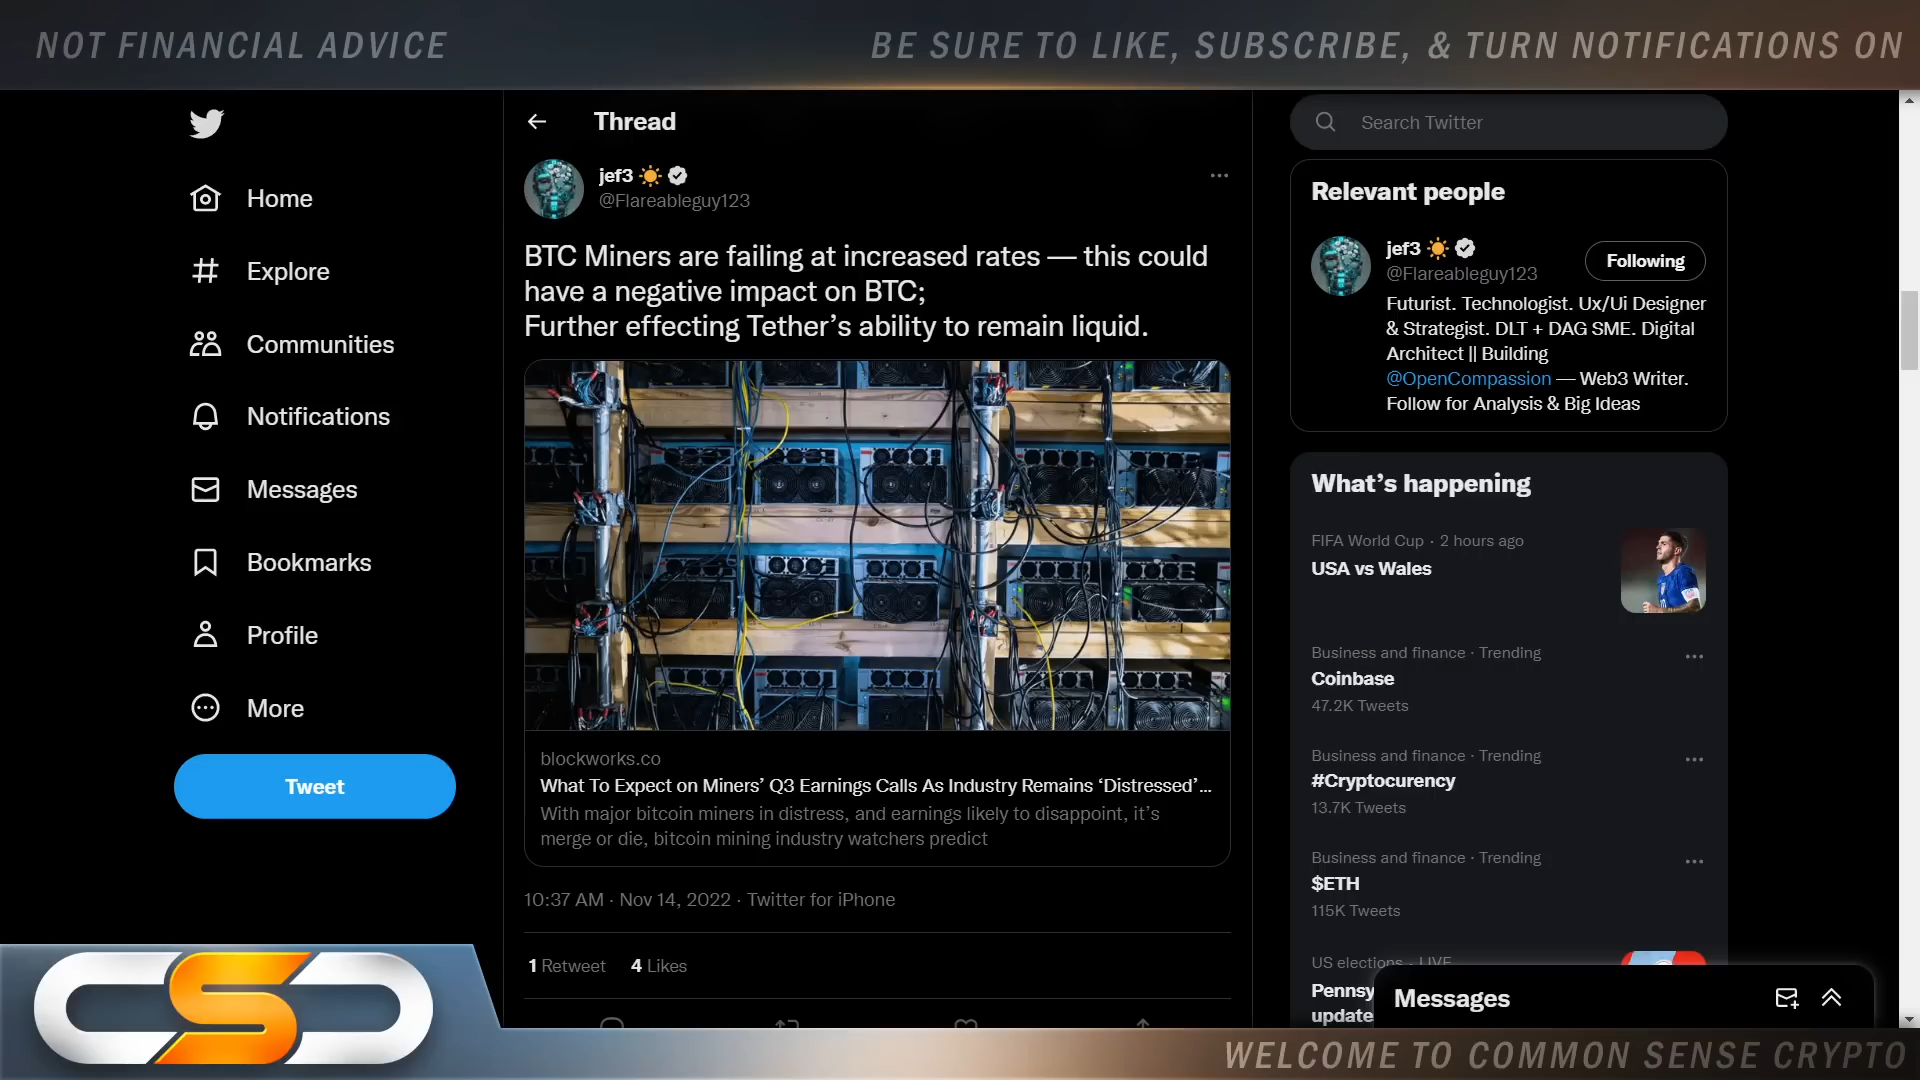 NOT FINANCIAL ADVICE
BE SURE TO LIKE, SUBSCRIBE, & TURN NOTIFICATIONS ON
Home
Explore
Communities
Notifications
Messages
Bookmarks
Profile
More
Tweet
Thread
jef3
@Flareableguy123
BTC Miners are failing at increased rates — this could
have a negative impact on BTC;
Further effecting Tether’s ability to remain liquid.
blockworks.co
What To Expect on Miners’ Q3 Earnings Calls As Industry Remains ‘Distressed’...
With major bitcoin miners in distress, and earnings likely to disappoint, it’s
merge or die, bitcoin mining industry watchers predict
10:37 AM · Nov 14, 2022 · Twitter for iPhone
1 Retweet 4 Likes
Search Twitter
Relevant people
jef3
@Flareableguy123
Following
Futurist. Technologist. Ux/Ui Designer
& Strategist. DLT + DAG SME. Digital
Architect || Building
@OpenCompassion — Web3 Writer.
Follow for Analysis & Big Ideas
What’s happening
FIFA World Cup · 2 hours ago
USA vs Wales
Business and finance · Trending
Coinbase
47.2K Tweets
Business and finance · Trending
#Cryptocurency
13.7K Tweets
Business and finance · Trending
$ETH
115K Tweets
US elections · LIVE
Pennsy
update
Messages
CSC
WELCOME TO COMMON SENSE CRYPTO